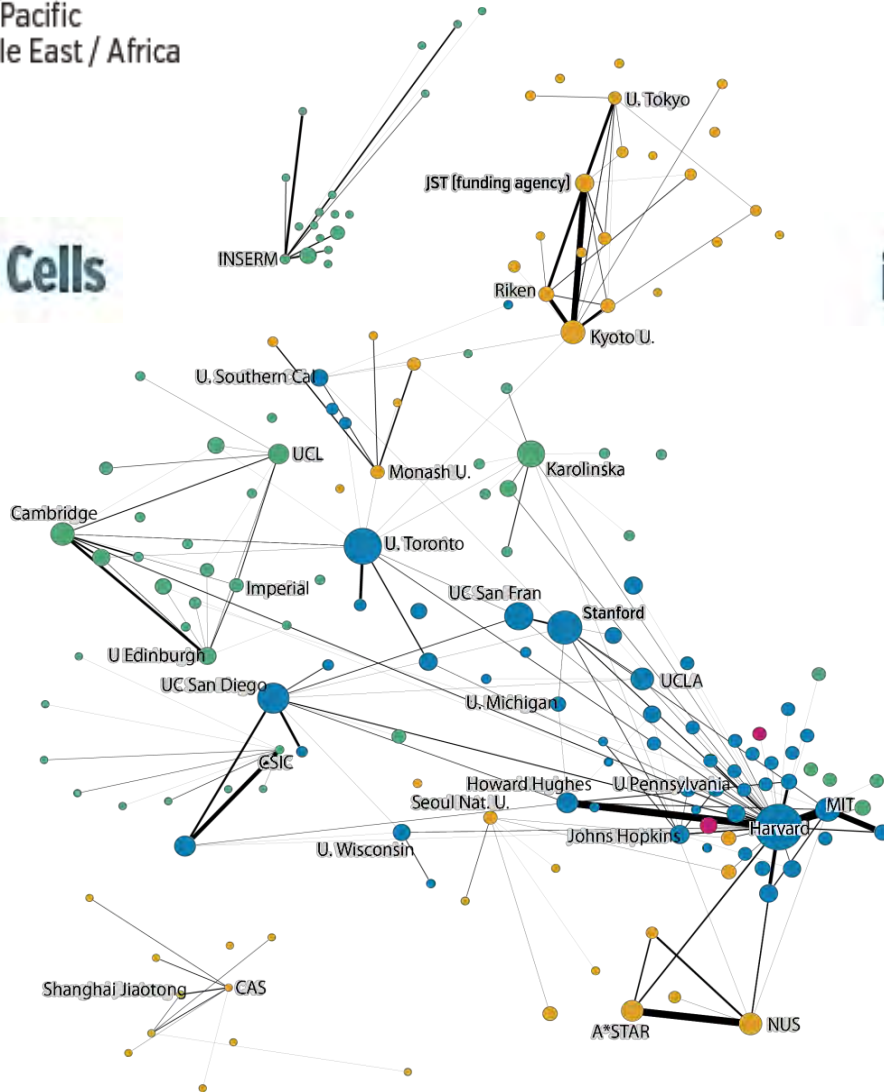 Pacific
le East / Africa
U. Tokyo
JST [funding agency]
INSERM
Cells
Riken
Kyoto U.
U. Southern Cal
UCL
Monash U.
Karolinska
Cambridge
U. Toronto
Imperial
UC San Fran
Stanford
U Edinburgh
UC San Diego
UCLA
U. Michigan
CSIC
Howard Hughes
U Pennsylvania
Seoul Nat. U.
MIT
Harvard
Johns Hopkins
U. Wisconsin
Shanghai Jiaotong
CAS
A*STAR
NUS